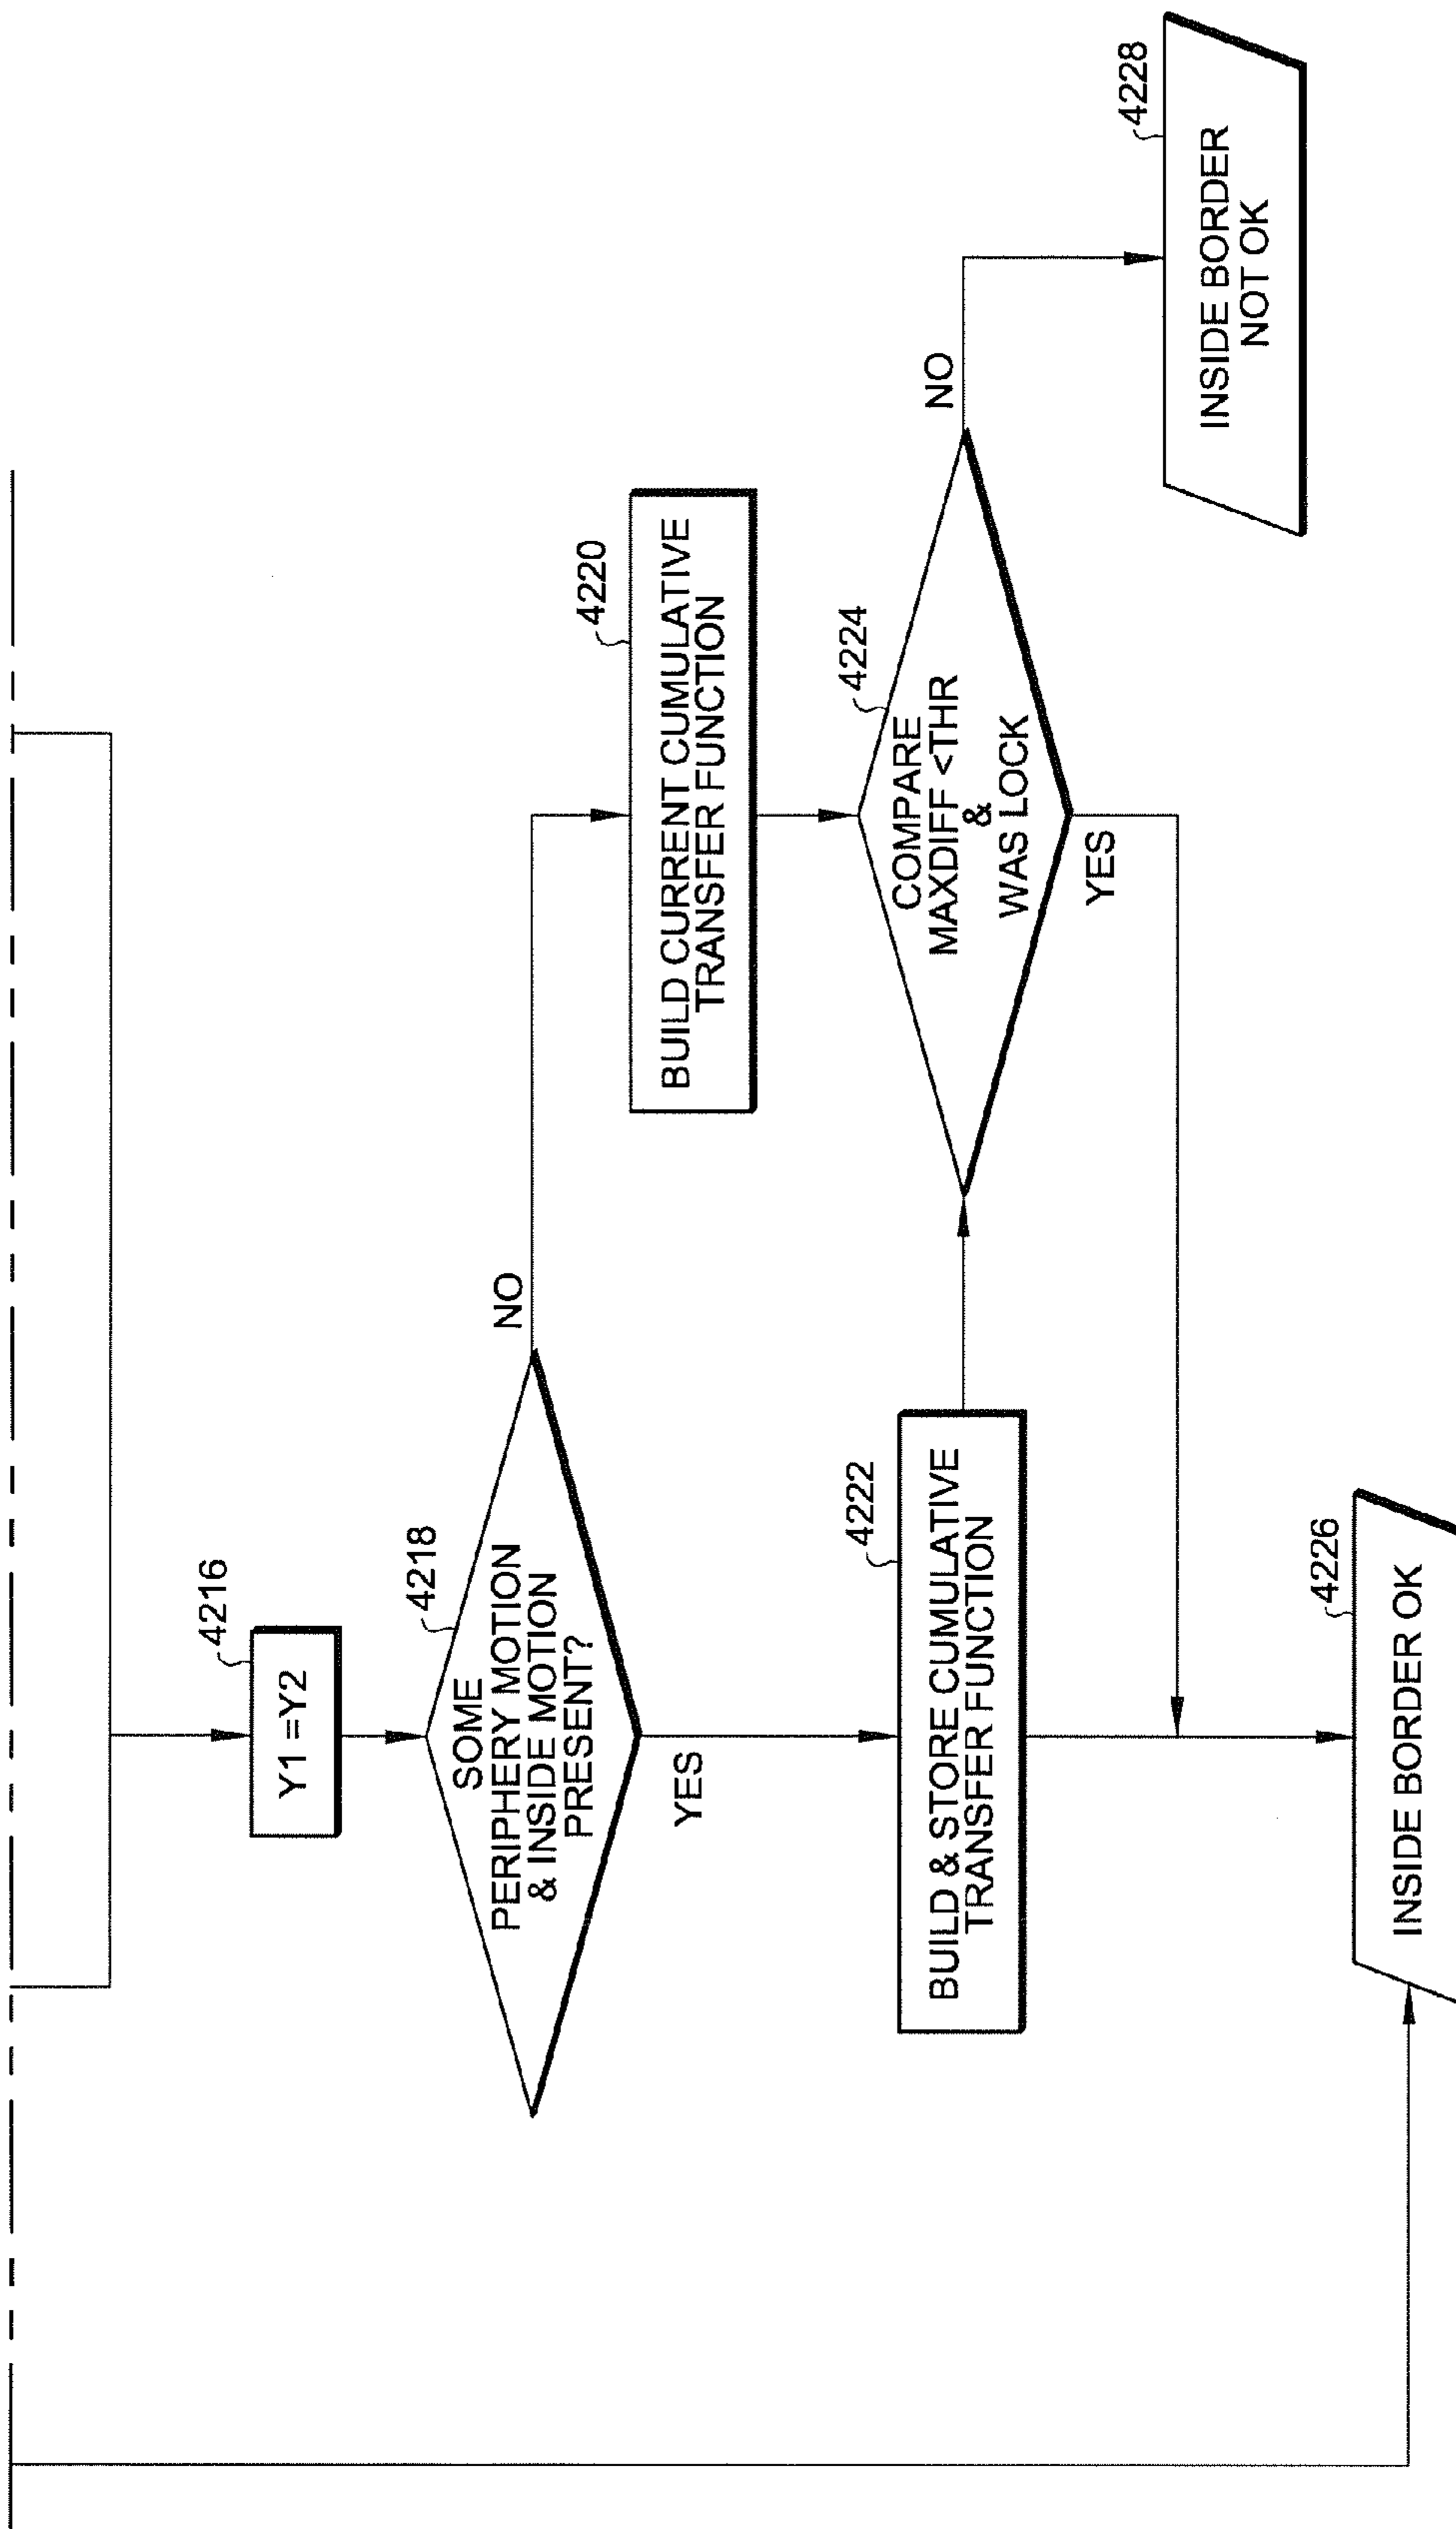 4216
Y1 =Y2
4218
SOME
PERIPHERY MOTION
& INSIDE MOTION
PRESENT?
NO
YES
4220
BUILD CURRENT CUMULATIVE
TRANSFER FUNCTION
4222
BUILD & STORE CUMULATIVE
TRANSFER FUNCTION
4224
COMPARE
MAXDIFF <THR
&
WAS LOCK
NO
YES
4226
INSIDE BORDER OK
4228
INSIDE BORDER
NOT OK